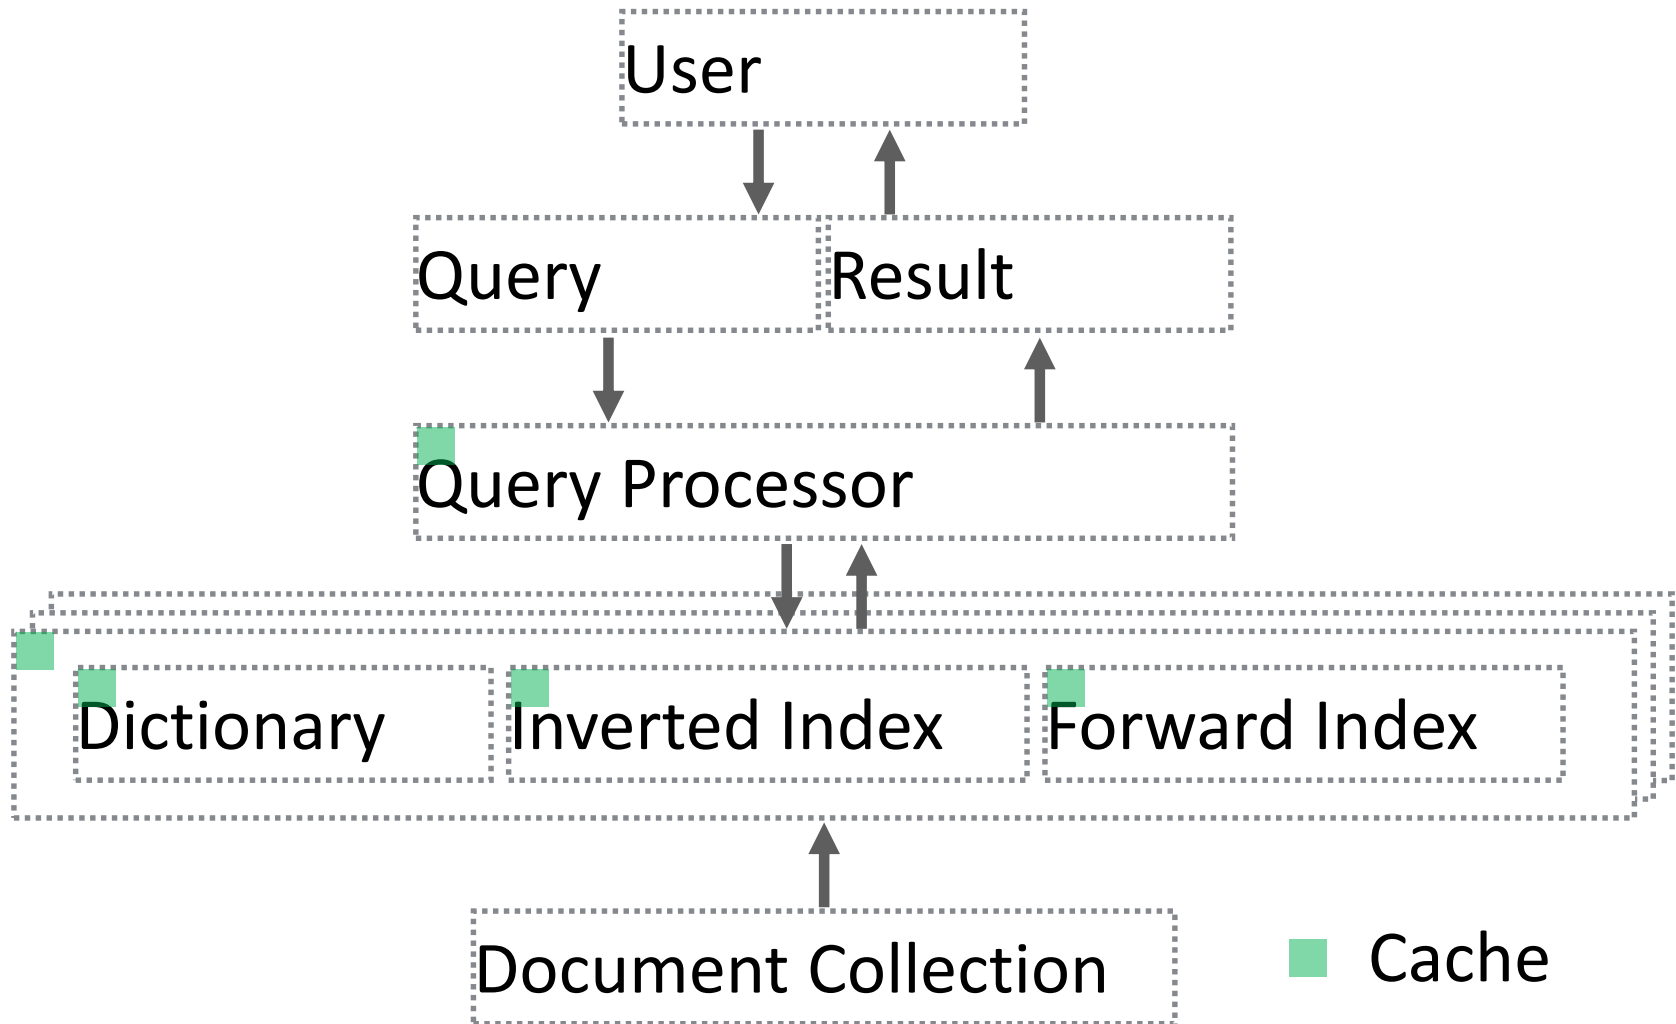 User
Query
Result
Query Processor
Dictionary
Inverted Index
Forward Index
Document Collection
Cache